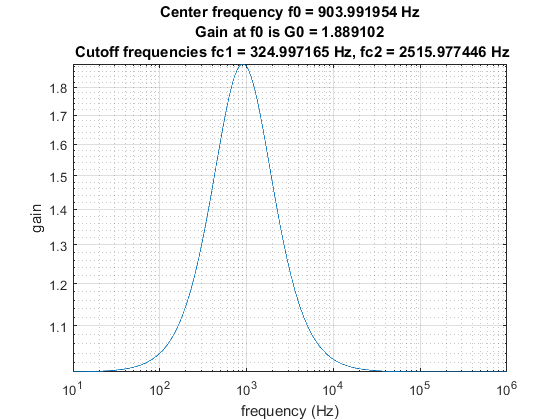 Center frequency f0 = 903.991954 Hz
Gain at f0 is G0 = 1.889102
Cutoff frequencies fc1 = 324.997165 Hz, fc2 = 2515.977446 Hz
1.8
1.7
1.6
1.5
1.4
1.3
1.2
1.1
gain
10^1 10^2 10^3 10^4 10^5 10^6
frequency (Hz)